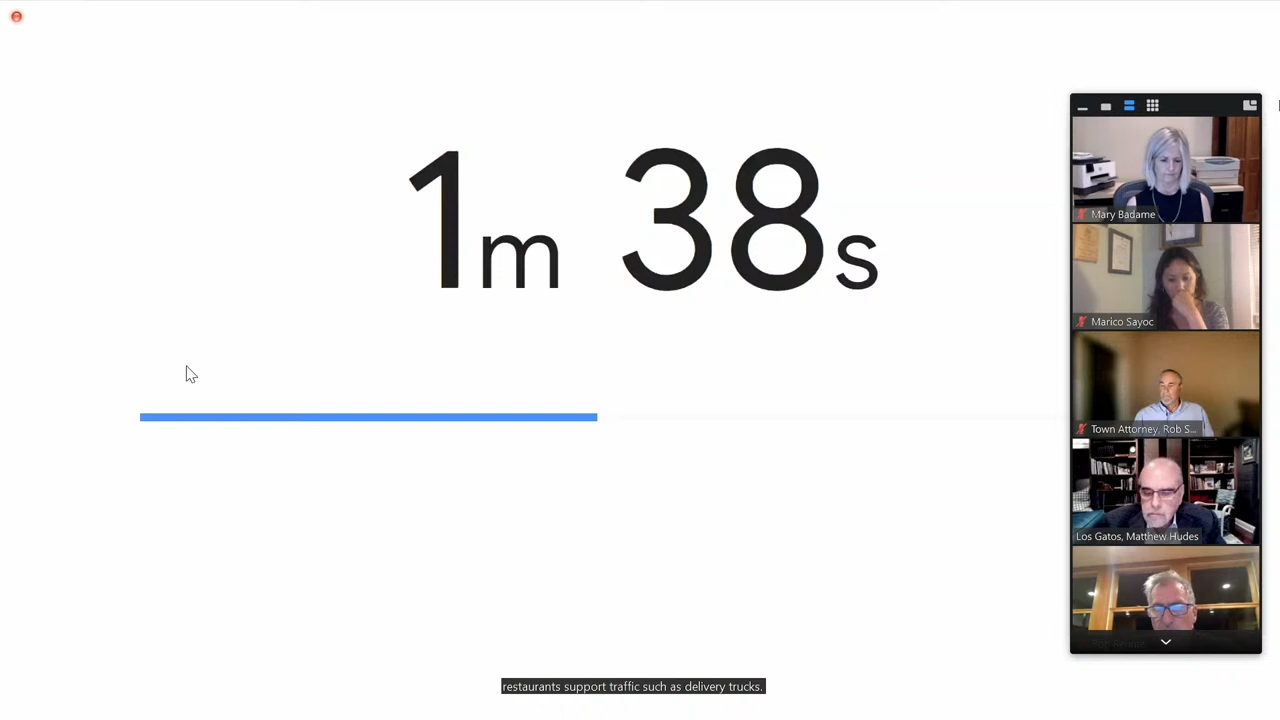 1m 38s
Mary Badame
Marico Sayoc
Town Attorney, Rob S...
Los Gatos, Matthew Hudes
restaurants support traffic such as delivery trucks.